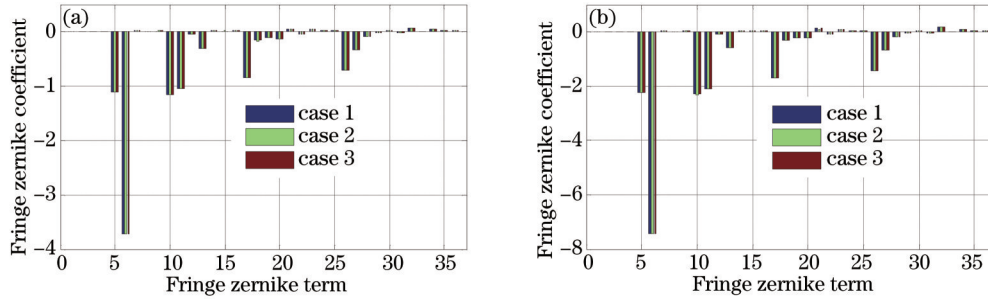 (a)
0
-1
-2
-3
-4
Fringe zernike coefficient
case 1
case 2
case 3
0 5 10 15 20 25 30 35
Fringe zernike term
(b)
0
-2
-4
-6
-8
Fringe zernike coefficient
case 1
case 2
case 3
0 5 10 15 20 25 30 35
Fringe zernike term